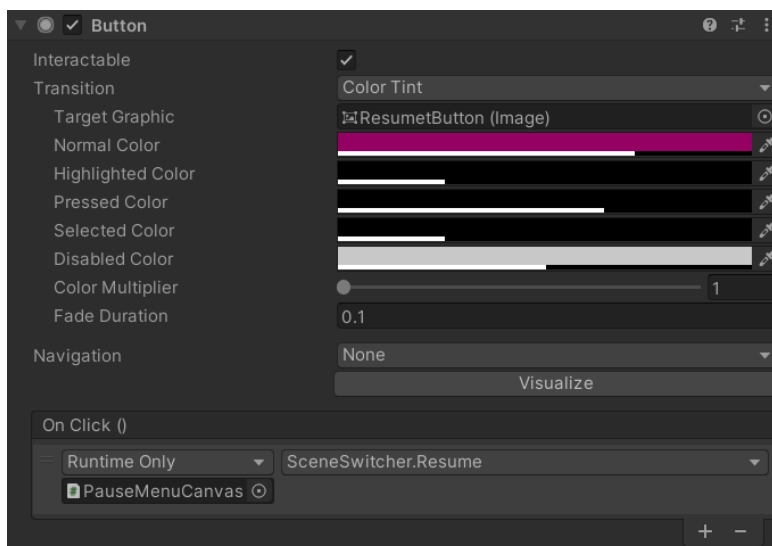 Button
Interactable
Transition Color Tint
Target Graphic ResumetButton (Image)
Normal Color
Highlighted Color
Pressed Color
Selected Color
Disabled Color
Color Multiplier 1
Fade Duration 0.1
Navigation None
Visualize
On Click ()
Runtime Only SceneSwitcher.Resume
PauseMenuCanvas